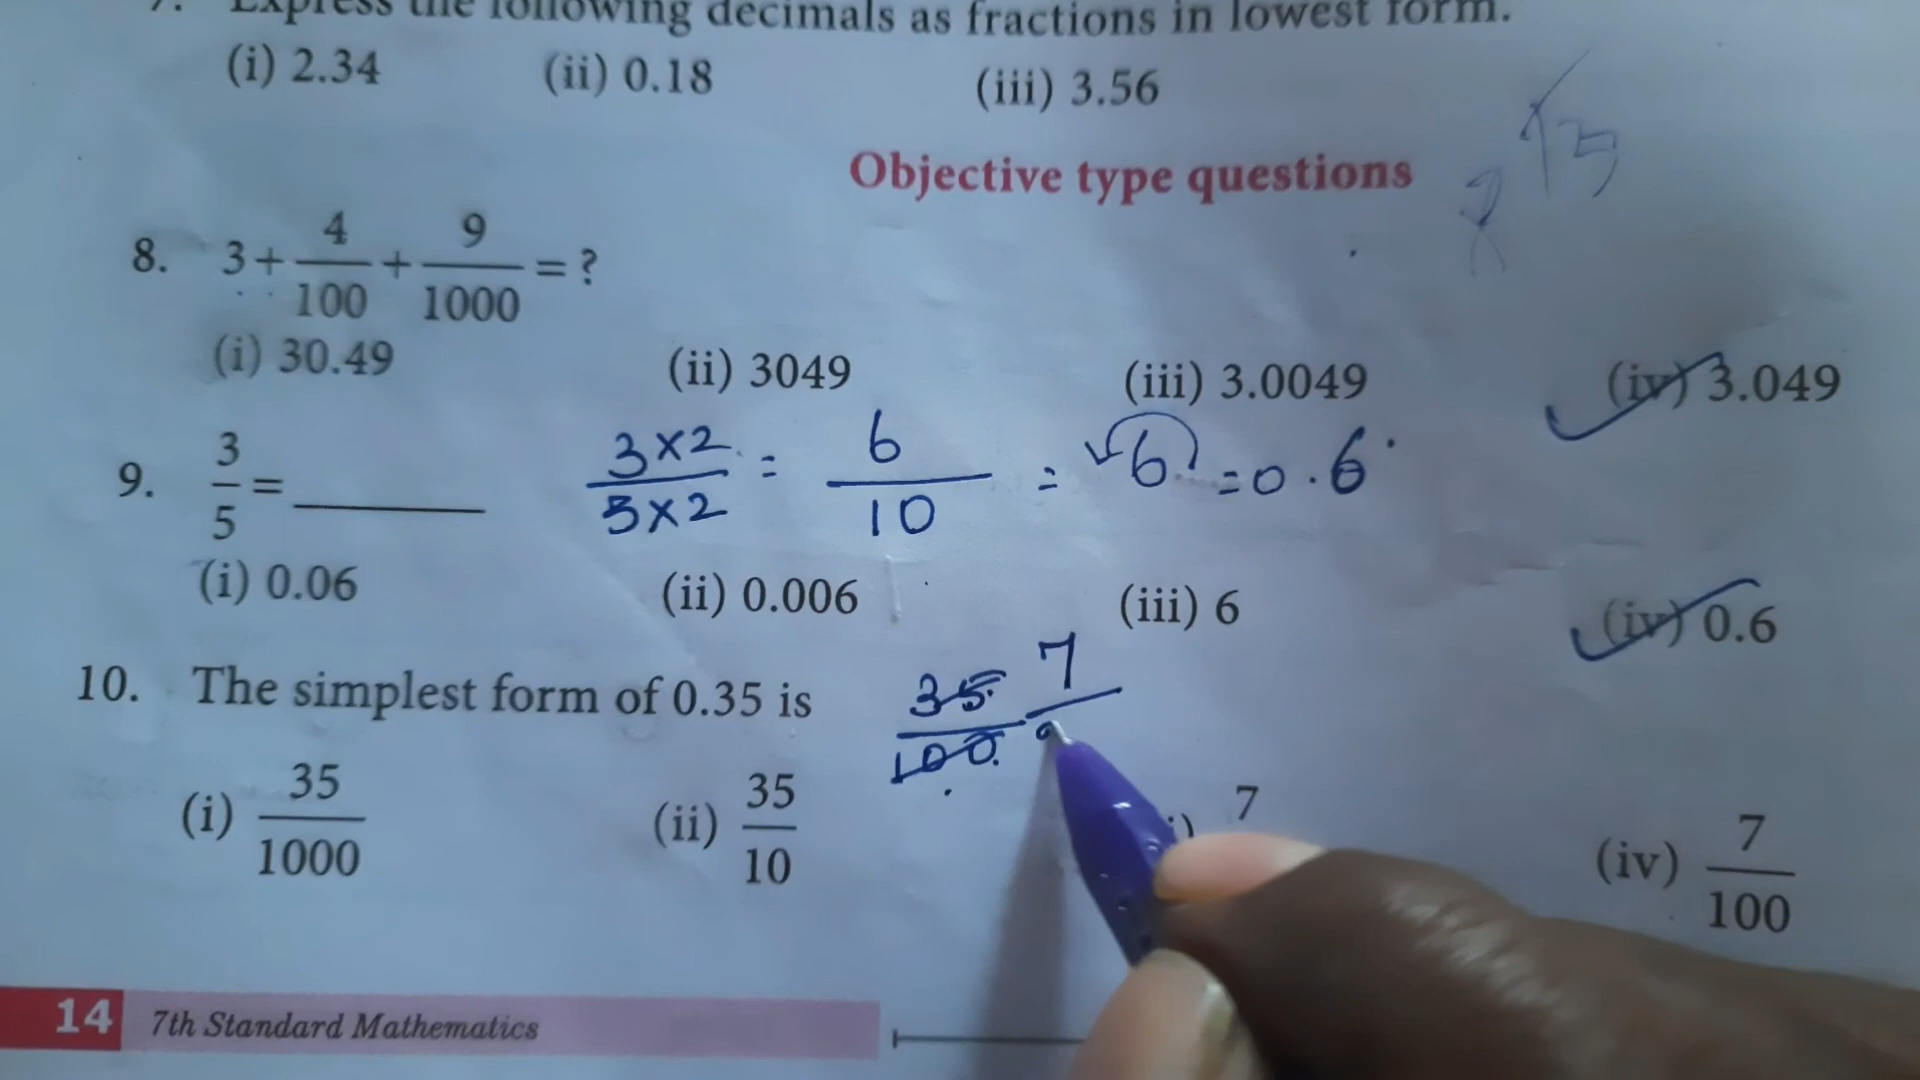 7. Express the following decimals as fractions in lowest form.
(i) 2.34 (ii) 0.18 (iii) 3.56
Objective type questions
8. 3 + 4/100 + 9/1000 = ?
(i) 30.49 (ii) 3049 (iii) 3.0049 (iv) 3.049
9. 3/5 = ______ 3×2/5×2 = 6/10 = 6 = 0.6
(i) 0.06 (ii) 0.006 (iii) 6 (iv) 0.6
10. The simplest form of 0.35 is 35/100 7
(i) 35/1000 (ii) 35/10 7 (iv) 7/100
14 7th Standard Mathematics